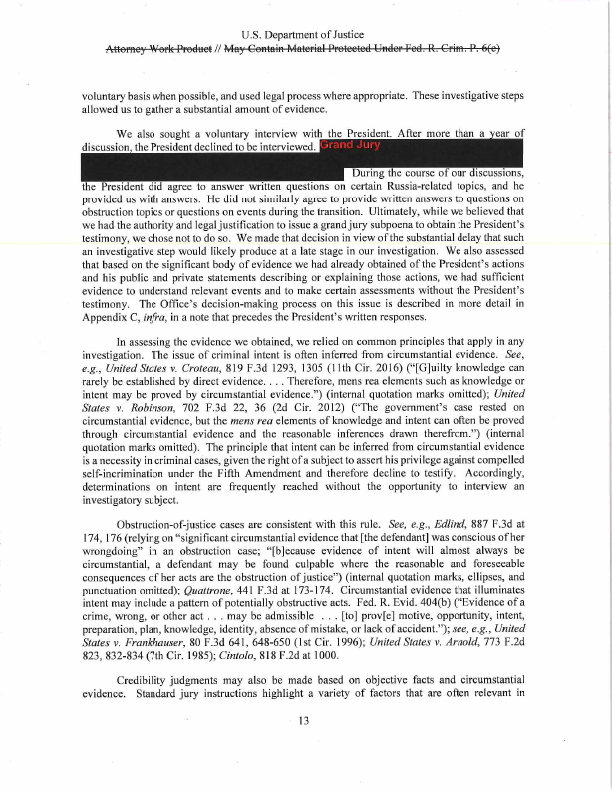 U.S. Department of Justice
Attorney Work Product // May Contain Material Protected Under Fed. R. Crim. P. 6(e)
voluntary basis when possible, and used legal process where appropriate. These investigative steps
allowed us to gather a substantial amount of evidence.
We also sought a voluntary interview with the President. After more than a year of
discussion, the President declined to be interviewed. Grand Jury
During the course of our discussions,
the President did agree to answer written questions on certain Russia-related topics, and he
provided us with answers. He did not similarly agree to provide written answers to questions on
obstruction topics or questions on events during the transition. Ultimately, while we believed that
we had the authority and legal justification to issue a grand jury subpoena to obtain the President's
testimony, we chose not to do so. We made that decision in view of the substantial delay that such
an investigative step would likely produce at a late stage in our investigation. We also assessed
that based on the significant body of evidence we had already obtained of the President's actions
and his public and private statements describing or explaining those actions, we had sufficient
evidence to understand relevant events and to make certain assessments without the President's
testimony. The Office's decision-making process on this issue is described in more detail in
Appendix C, infra, in a note that precedes the President's written responses.
In assessing the evidence we obtained, we relied on common principles that apply in any
investigation. The issue of criminal intent is often inferred from circumstantial evidence. See,
e.g., United States v. Croteau, 819 F.3d 1293, 1305 (11th Cir. 2016) ("[G]uilty knowledge can
rarely be established by direct evidence. . . . Therefore, mens rea elements such as knowledge or
intent may be proved by circumstantial evidence.") (internal quotation marks omitted); United
States v. Robinson, 702 F.3d 22, 36 (2d Cir. 2012) ("The government's case rested on
circumstantial evidence, but the mens rea elements of knowledge and intent can often be proved
through circumstantial evidence and the reasonable inferences drawn therefrom.") (internal
quotation marks omitted). The principle that intent can be inferred from circumstantial evidence
is a necessity in criminal cases, given the right of a subject to assert his privilege against compelled
self-incrimination under the Fifth Amendment and therefore decline to testify. Accordingly,
determinations on intent are frequently reached without the opportunity to interview an
investigatory subject.
Obstruction-of-justice cases are consistent with this rule. See, e.g., Edlind, 887 F.3d at
174, 176 (relying on "significant circumstantial evidence that [the defendant] was conscious of her
wrongdoing" in an obstruction case; "[b]ecause evidence of intent will almost always be
circumstantial, a defendant may be found culpable where the reasonable and foreseeable
consequences of her acts are the obstruction of justice") (internal quotation marks, ellipses, and
punctuation omitted); Quattrone, 441 F.3d at 173-174. Circumstantial evidence that illuminates
intent may include a pattern of potentially obstructive acts. Fed. R. Evid. 404(b) ("Evidence of a
crime, wrong, or other act . . . may be admissible . . . [to] prov[e] motive, opportunity, intent,
preparation, plan, knowledge, identity, absence of mistake, or lack of accident."); see, e.g., United
States v. Frankhauser, 80 F.3d 641, 648-650 (1st Cir. 1996); United States v. Arnold, 773 F.2d
823, 832-834 (7th Cir. 1985); Cintolo, 818 F.2d at 1000.
Credibility judgments may also be made based on objective facts and circumstantial
evidence. Standard jury instructions highlight a variety of factors that are often relevant in
13